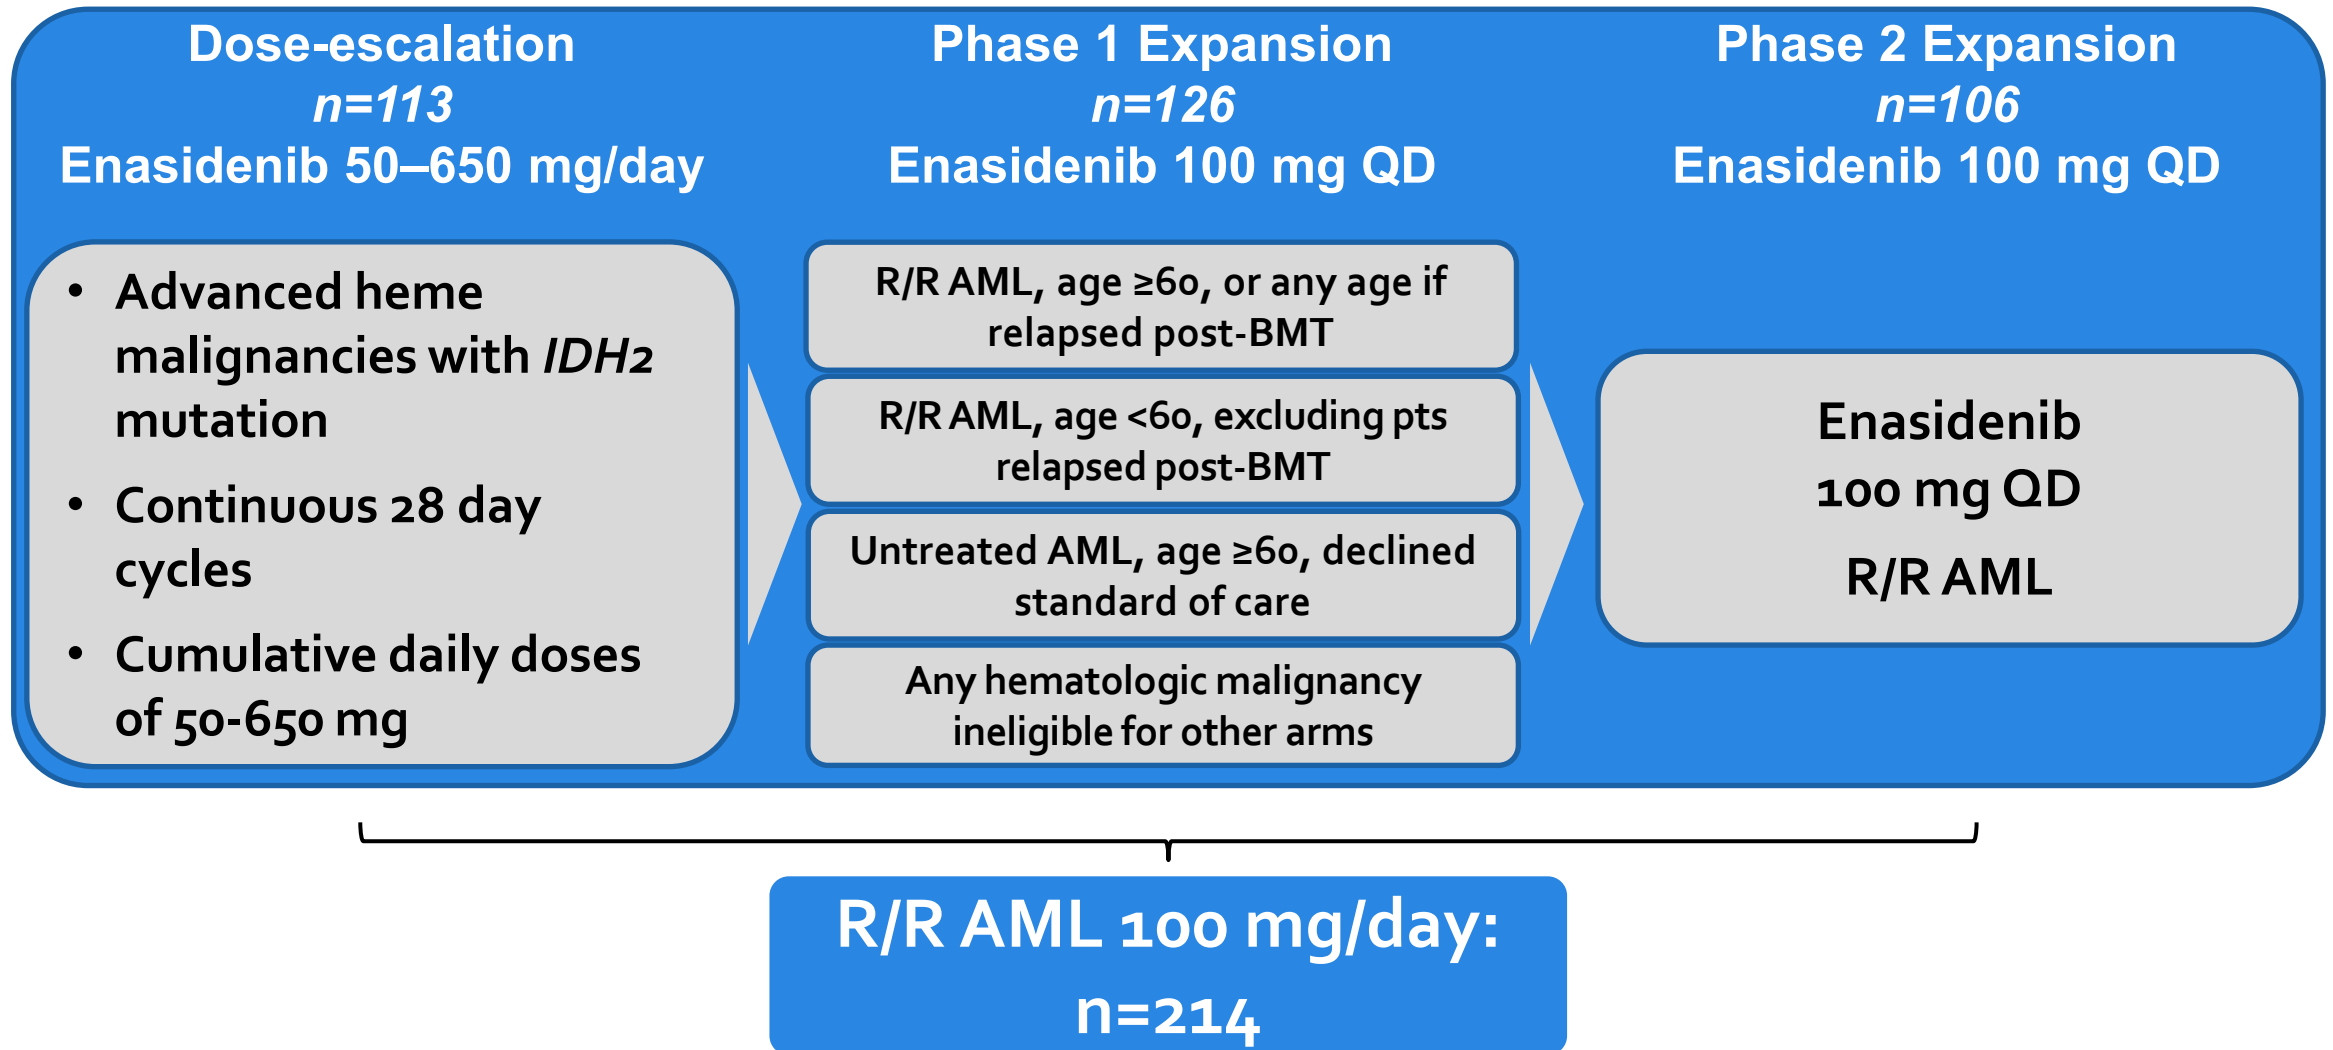 Dose-escalation
n=113
Enasidenib 50–650 mg/day
• Advanced heme
malignancies with IDH2
mutation
• Continuous 28 day
cycles
• Cumulative daily doses
of 50-650 mg
Phase 1 Expansion
n=126
Enasidenib 100 mg QD
R/R AML, age ≥60, or any age if
relapsed post-BMT
R/R AML, age <60, excluding pts
relapsed post-BMT
Untreated AML, age ≥60, declined
standard of care
Any hematologic malignancy
ineligible for other arms
Phase 2 Expansion
n=106
Enasidenib 100 mg QD
Enasidenib
100 mg QD
R/R AML
R/R AML 100 mg/day:
n=214